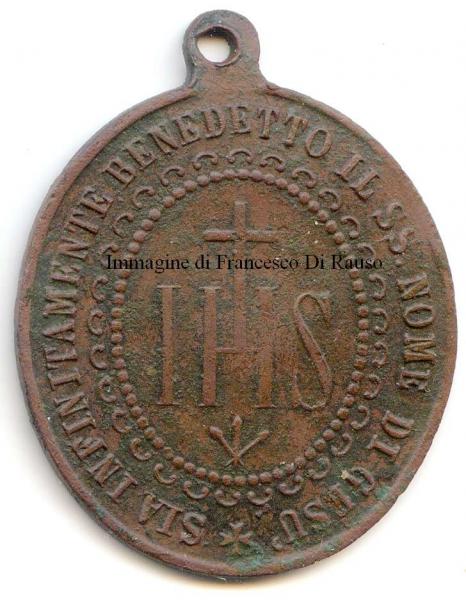 SIA INFINITAMENTE BENEDETTO IL SS. NOME DI GESU'
IHS
Immagine di Francesco Di Rauso